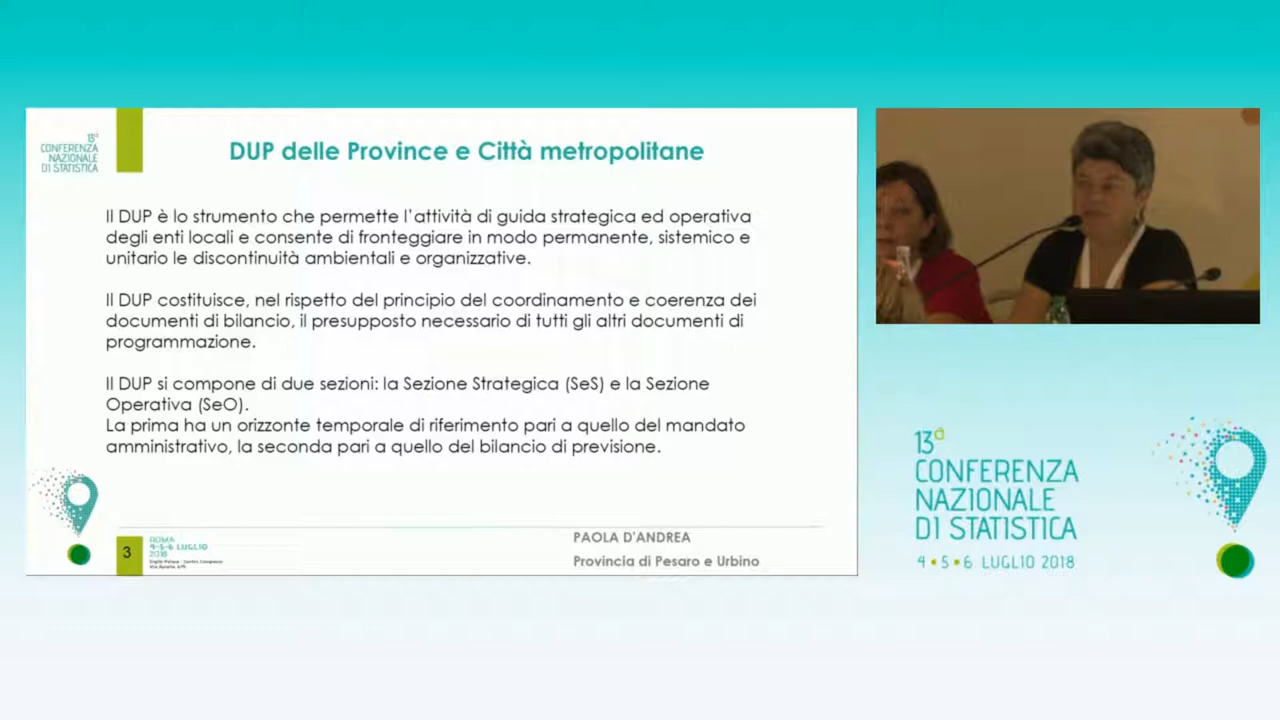 13ª
CONFERENZA
NAZIONALE
DI STATISTICA
DUP delle Province e Città metropolitane
Il DUP è lo strumento che permette l'attività di guida strategica ed operativa
degli enti locali e consente di fronteggiare in modo permanente, sistemico e
unitario le discontinuità ambientali e organizzative.
Il DUP costituisce, nel rispetto del principio del coordinamento e coerenza dei
documenti di bilancio, il presupposto necessario di tutti gli altri documenti di
programmazione.
Il DUP si compone di due sezioni: la Sezione Strategica (SeS) e la Sezione
Operativa (SeO).
La prima ha un orizzonte temporale di riferimento pari a quello del mandato
amministrativo, la seconda pari a quello del bilancio di previsione.
3
ROMA
4-5-6 LUGLIO
2018
PAOLA D'ANDREA
Provincia di Pesaro e Urbino
13ª
CONFERENZA
NAZIONALE
DI STATISTICA
4 • 5 • 6 LUGLIO 2018